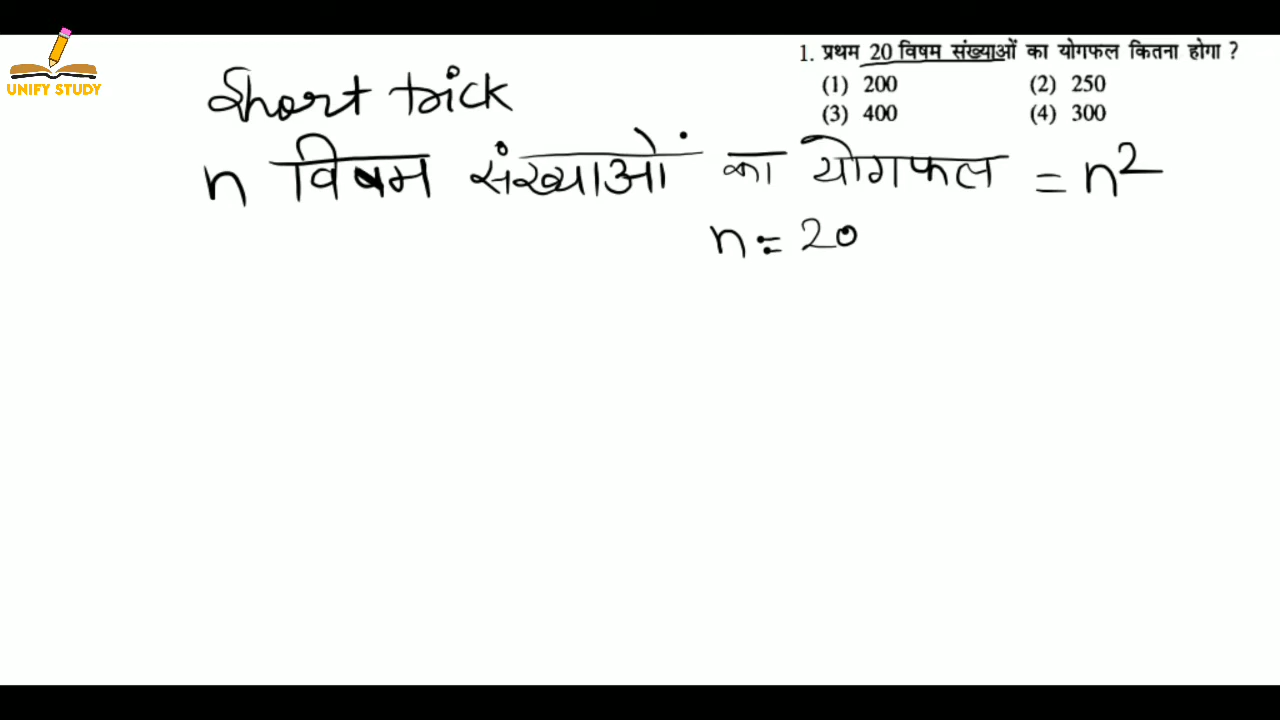 UNIFY STUDY
1. प्रथम 20 विषम संख्याओं का योगफल कितना होगा ?
(1) 200 (2) 250
(3) 400 (4) 300
Short trick
n विषम संख्याओं का योगफल = n²
n = 20